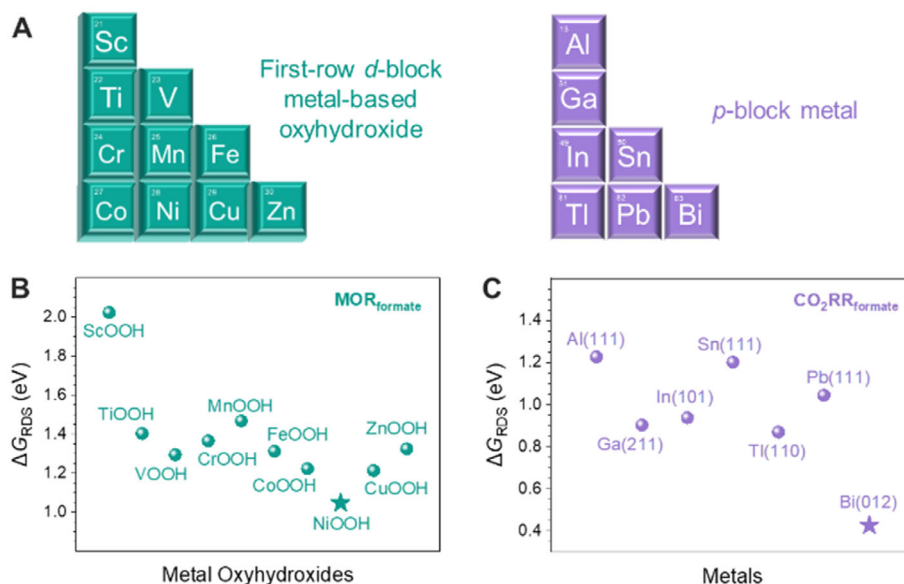 A
21
Sc
22
Ti
23
V
24
Cr
25
Mn
26
Fe
27
Co
28
Ni
29
Cu
30
Zn
First-row d-block
metal-based
oxyhydroxide
13
Al
Ga
49
In
50
Sn
81
Tl
82
Pb
83
Bi
p-block metal
B
MORformate
ΔGRDS (eV)
2.0
1.8
1.6
1.4
1.2
1.0
ScOOH
TiOOH
VOOH
CrOOH
MnOOH
FeOOH
CoOOH
NiOOH
CuOOH
ZnOOH
Metal Oxyhydroxides
C
CO2RRformate
ΔGRDS (eV)
1.4
1.2
1.0
0.8
0.6
0.4
Al(111)
Ga(211)
In(101)
Sn(111)
Tl(110)
Pb(111)
Bi(012)
Metals